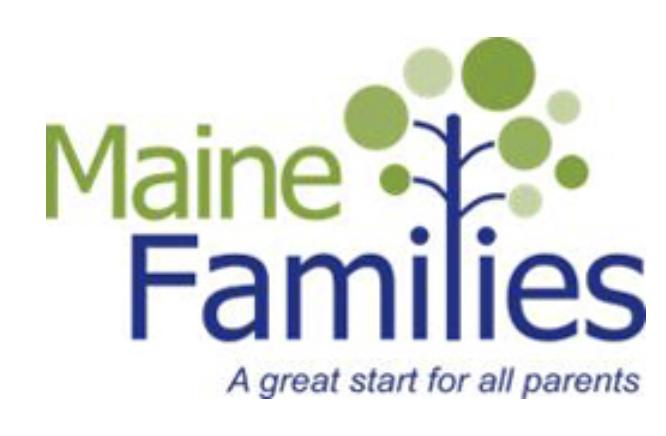 Maine
Families
A great start for all parents